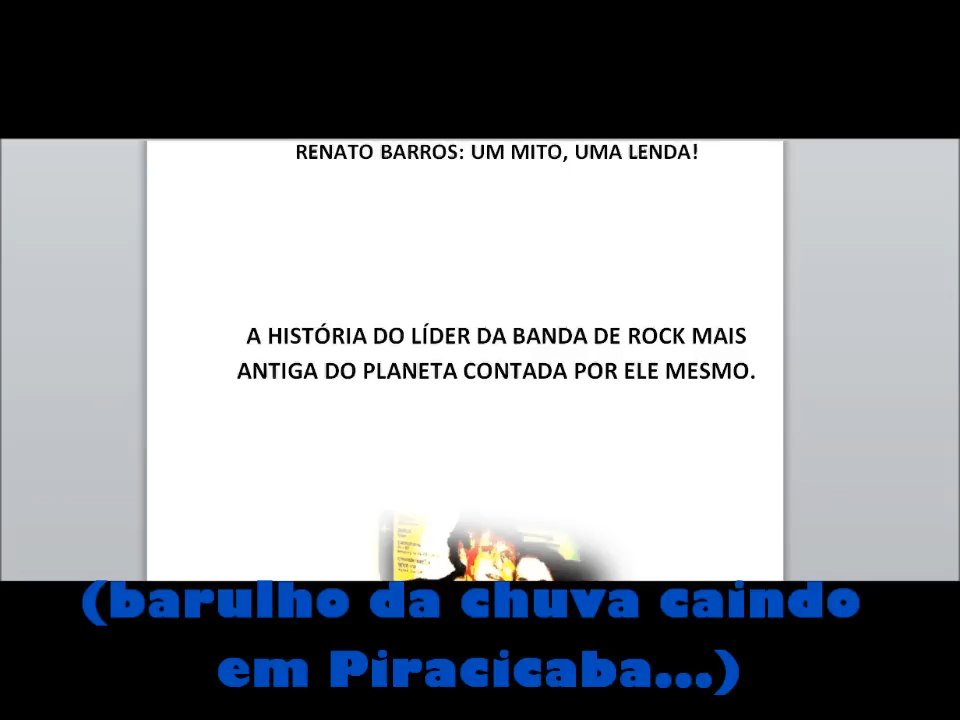 RENATO BARROS: UM MITO, UMA LENDA!
A HISTÓRIA DO LÍDER DA BANDA DE ROCK MAIS
ANTIGA DO PLANETA CONTADA POR ELE MESMO.
(barulho da chuva caindo
em Piracicaba...)